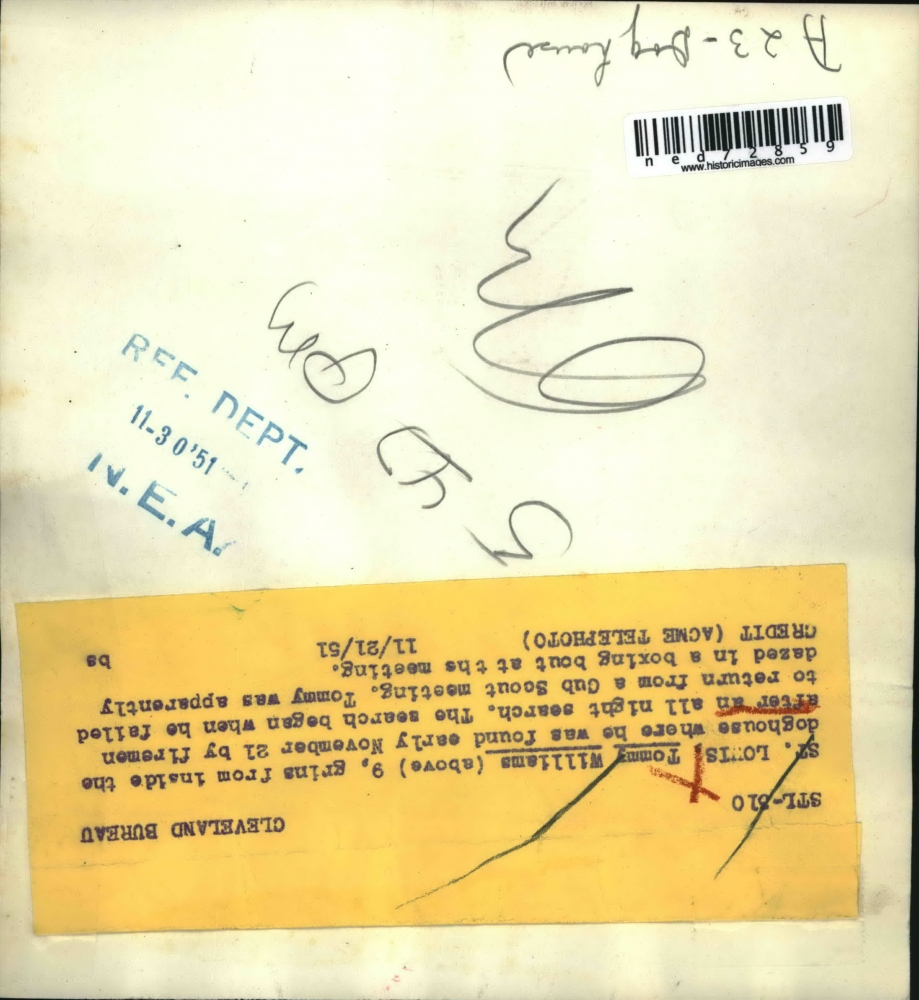 A23-Doghouse
ned72859
www.historicimages.com
REF. DEPT.
11-30'51
N.E.A.
STL-510
CLEVELAND BUREAU
ST. LOUIS Tommy Williams (above) 9, grins from inside the
doghouse where he was found early November 21 by firemen
after an all night search. The search began when he failed
to return from a Cub Scout meeting. Tommy was apparently
dazed in a boxing bout at the meeting.
CREDIT (ACME TELEPHOTO) 11/21/51 bs